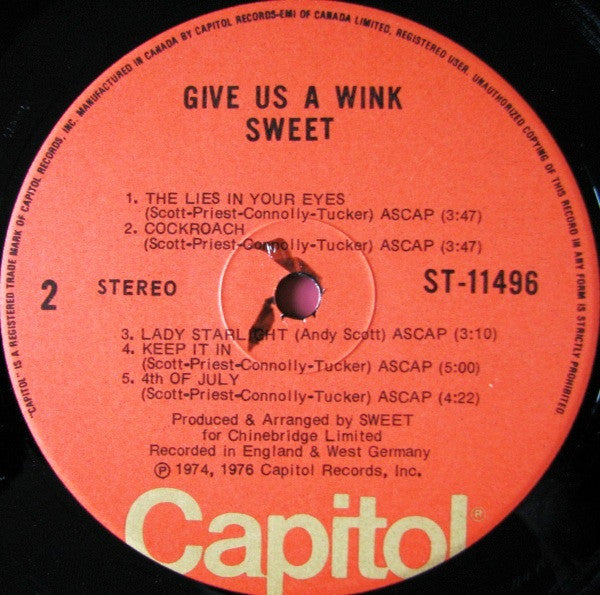 MANUFACTURED IN CANADA BY CAPITOL RECORDS-EMI OF CANADA LIMITED, REGISTERED USER. UNAUTHORIZED COPYING OF THIS RECORD IN ANY FORM IS STRICTLY PROHIBITED
"CAPITOL" IS A REGISTERED TRADE MARK OF CAPITOL RECORDS, INC.
GIVE US A WINK
SWEET
1. THE LIES IN YOUR EYES
(Scott-Priest-Connolly-Tucker) ASCAP (3:47)
2. COCKROACH
(Scott-Priest-Connolly-Tucker) ASCAP (3:47)
2 STEREO ST-11496
3. LADY STARLIGHT (Andy Scott) ASCAP (3:10)
4. KEEP IT IN
(Scott-Priest-Connolly-Tucker) ASCAP (5:00)
5. 4th OF JULY
(Scott-Priest-Connolly-Tucker) ASCAP (4:22)
Produced & Arranged by SWEET
for Chinebridge Limited
Recorded in England & West Germany
℗ 1974, 1976 Capitol Records, Inc.
Capitol®